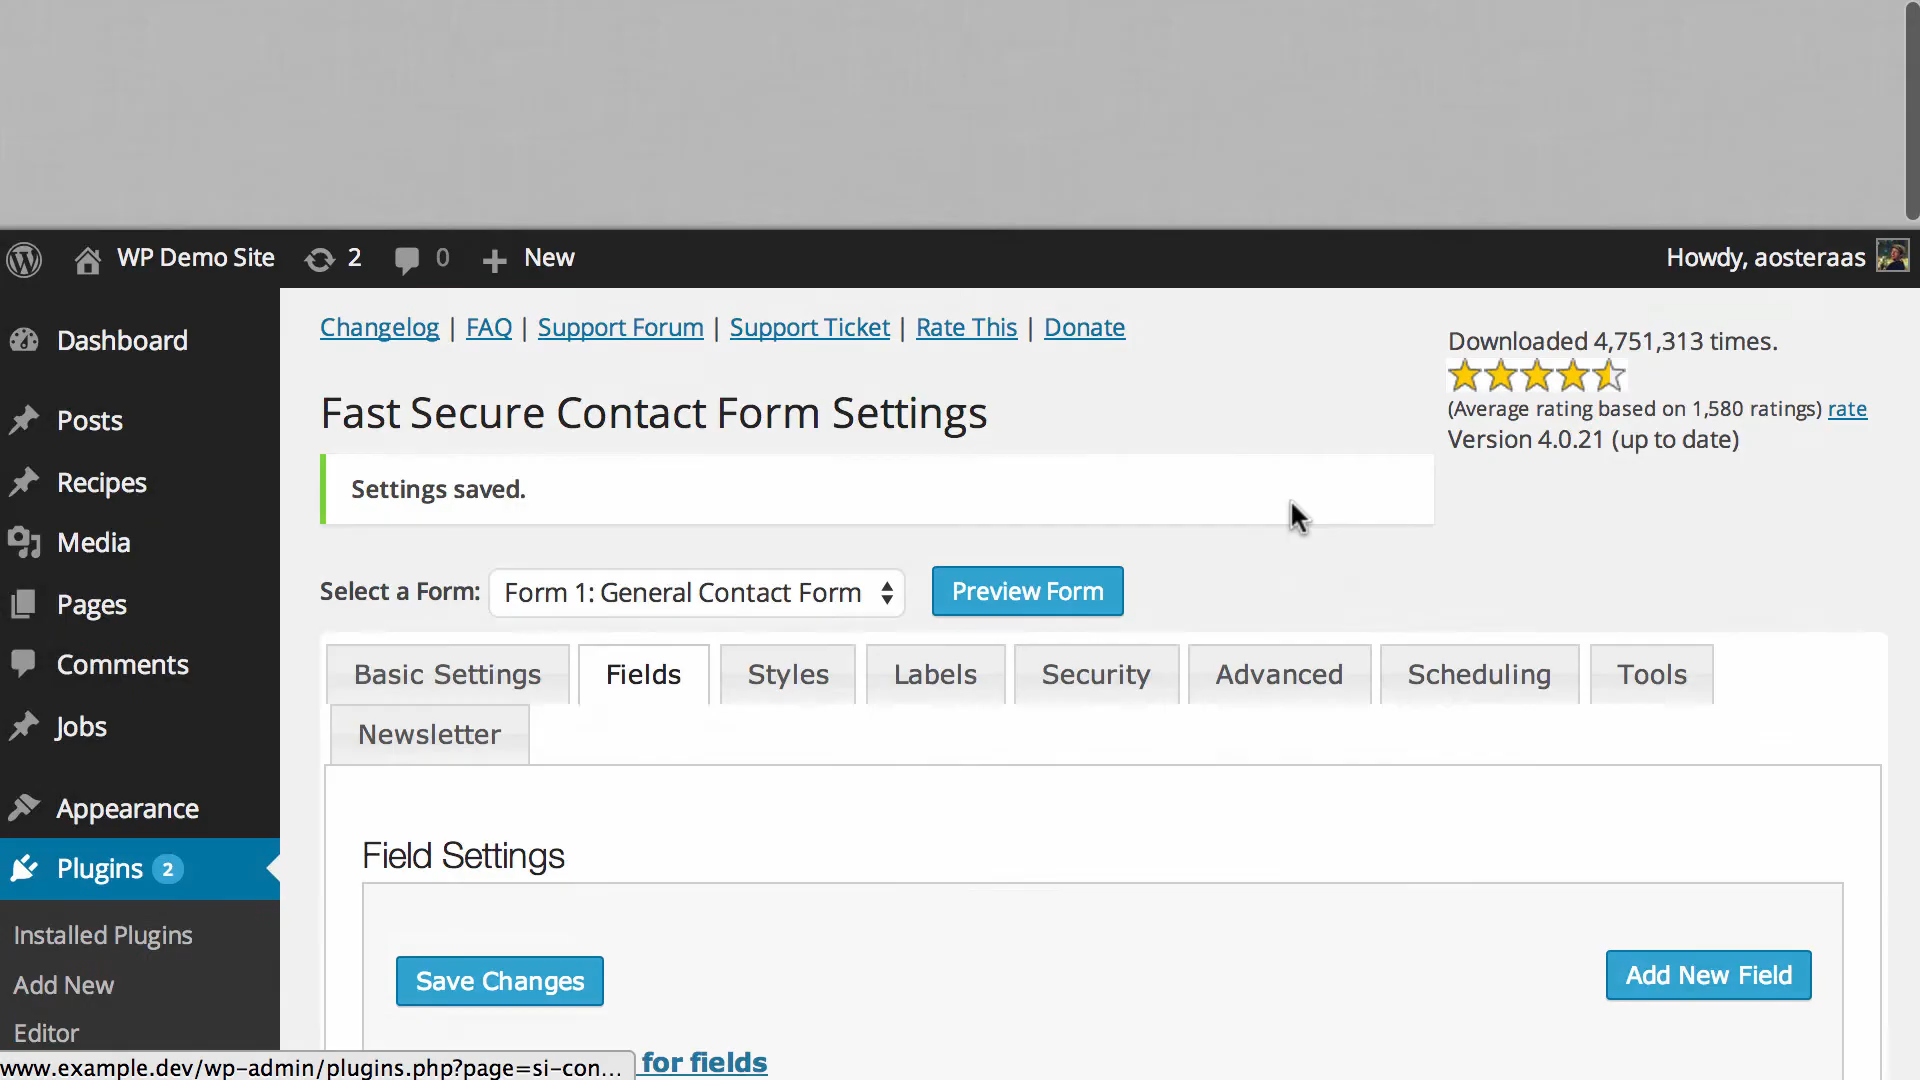 WP Demo Site 2 0 New Howdy, aosteraas
Changelog | FAQ | Support Forum | Support Ticket | Rate This | Donate
Downloaded 4,751,313 times.
(Average rating based on 1,580 ratings) rate
Version 4.0.21 (up to date)
Fast Secure Contact Form Settings
Settings saved.
Select a Form: Form 1: General Contact Form Preview Form
Basic Settings Fields Styles Labels Security Advanced Scheduling Tools
Newsletter
Field Settings
Save Changes Add New Field
for fields
Dashboard
Posts
Recipes
Media
Pages
Comments
Jobs
Appearance
Plugins 2
Installed Plugins
Add New
Editor
www.example.dev/wp-admin/plugins.php?page=si-con...